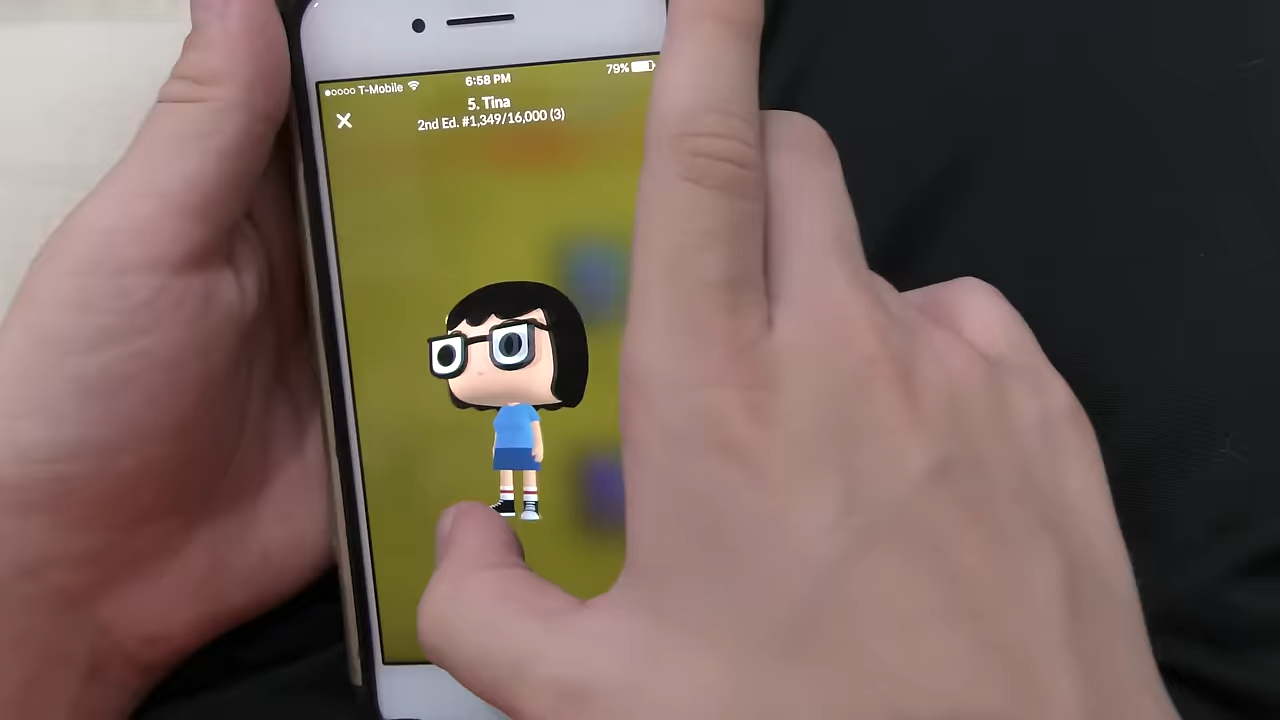 T-Mobile 6:58 PM 79%
5. Tina
2nd Ed. #1,349/16,000 (3)